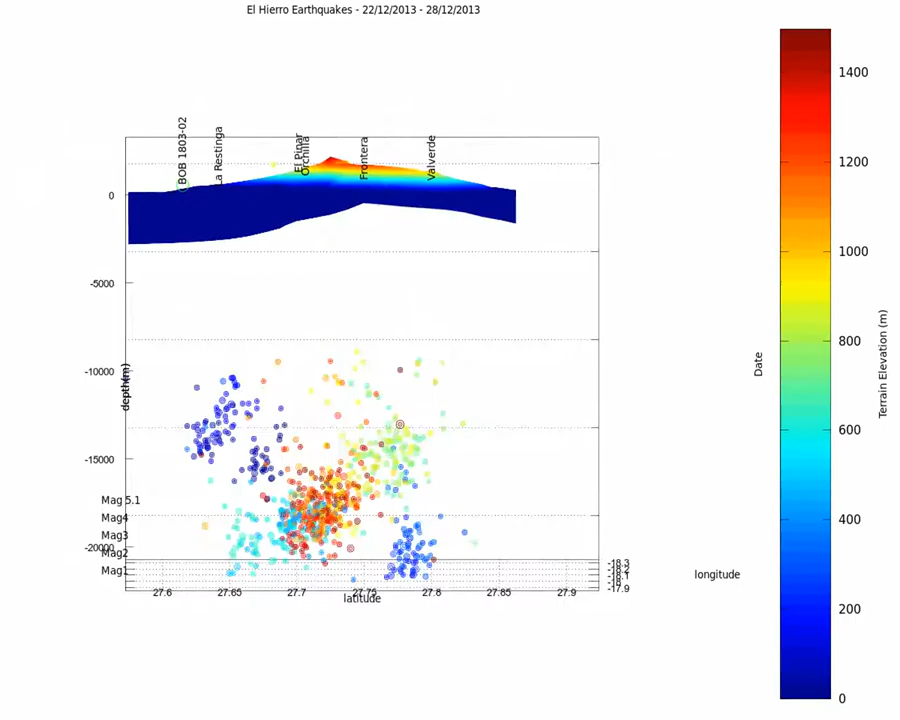 El Hierro Earthquakes - 22/12/2013 - 28/12/2013
BOB 1803-02
La Restinga
El Pinar
Orchilla
Frontera
Valverde
0
-5000
-10000
-15000
-20000
depth(m)
Mag 5.1
Mag4
Mag3
Mag2
Mag1
27.6
27.65
27.7
27.75
27.8
27.85
27.9
latitude
-18.3
-18.1
-17.9
longitude
Date
1400
1200
1000
800
600
400
200
0
Terrain Elevation (m)